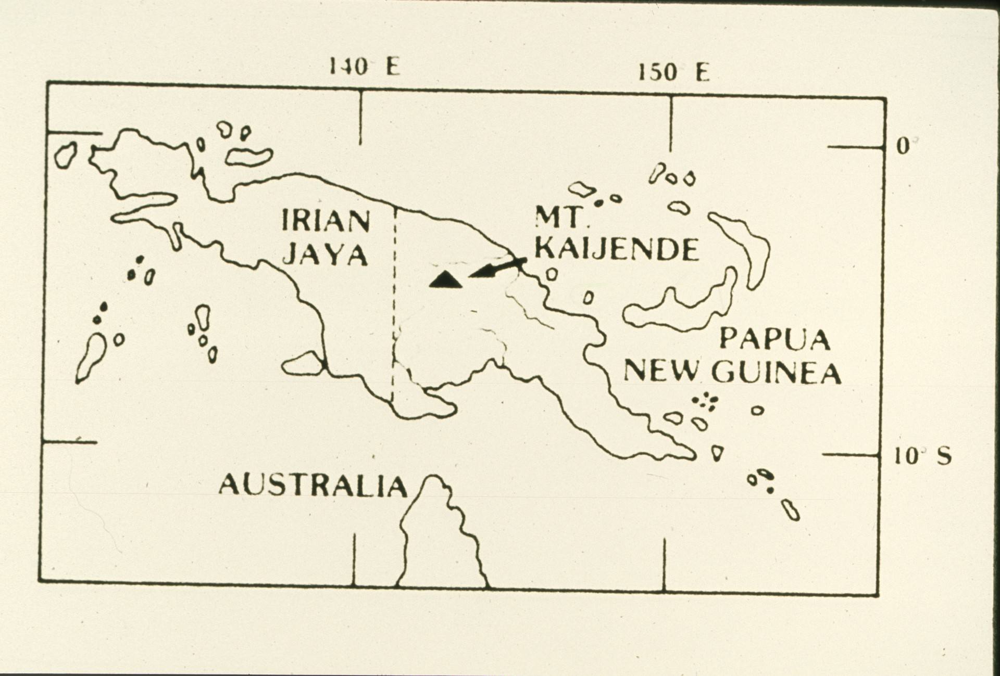 140° E
150° E
0°
IRIAN
JAYA
MT.
KAIJENDE
PAPUA
NEW GUINEA
10° S
AUSTRALIA